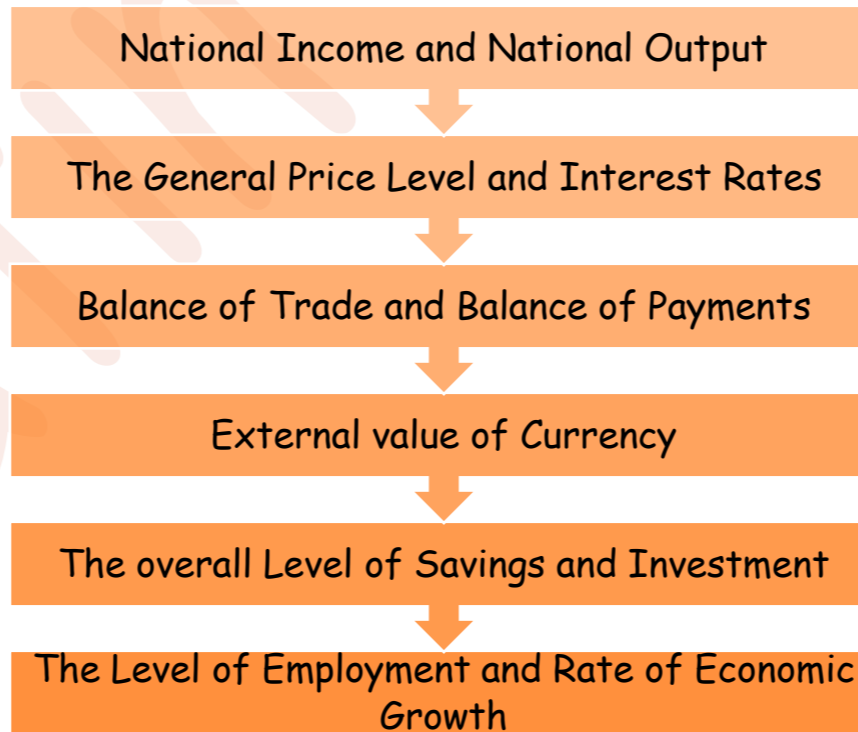 National Income and National Output
The General Price Level and Interest Rates
Balance of Trade and Balance of Payments
External value of Currency
The overall Level of Savings and Investment
The Level of Employment and Rate of Economic
Growth